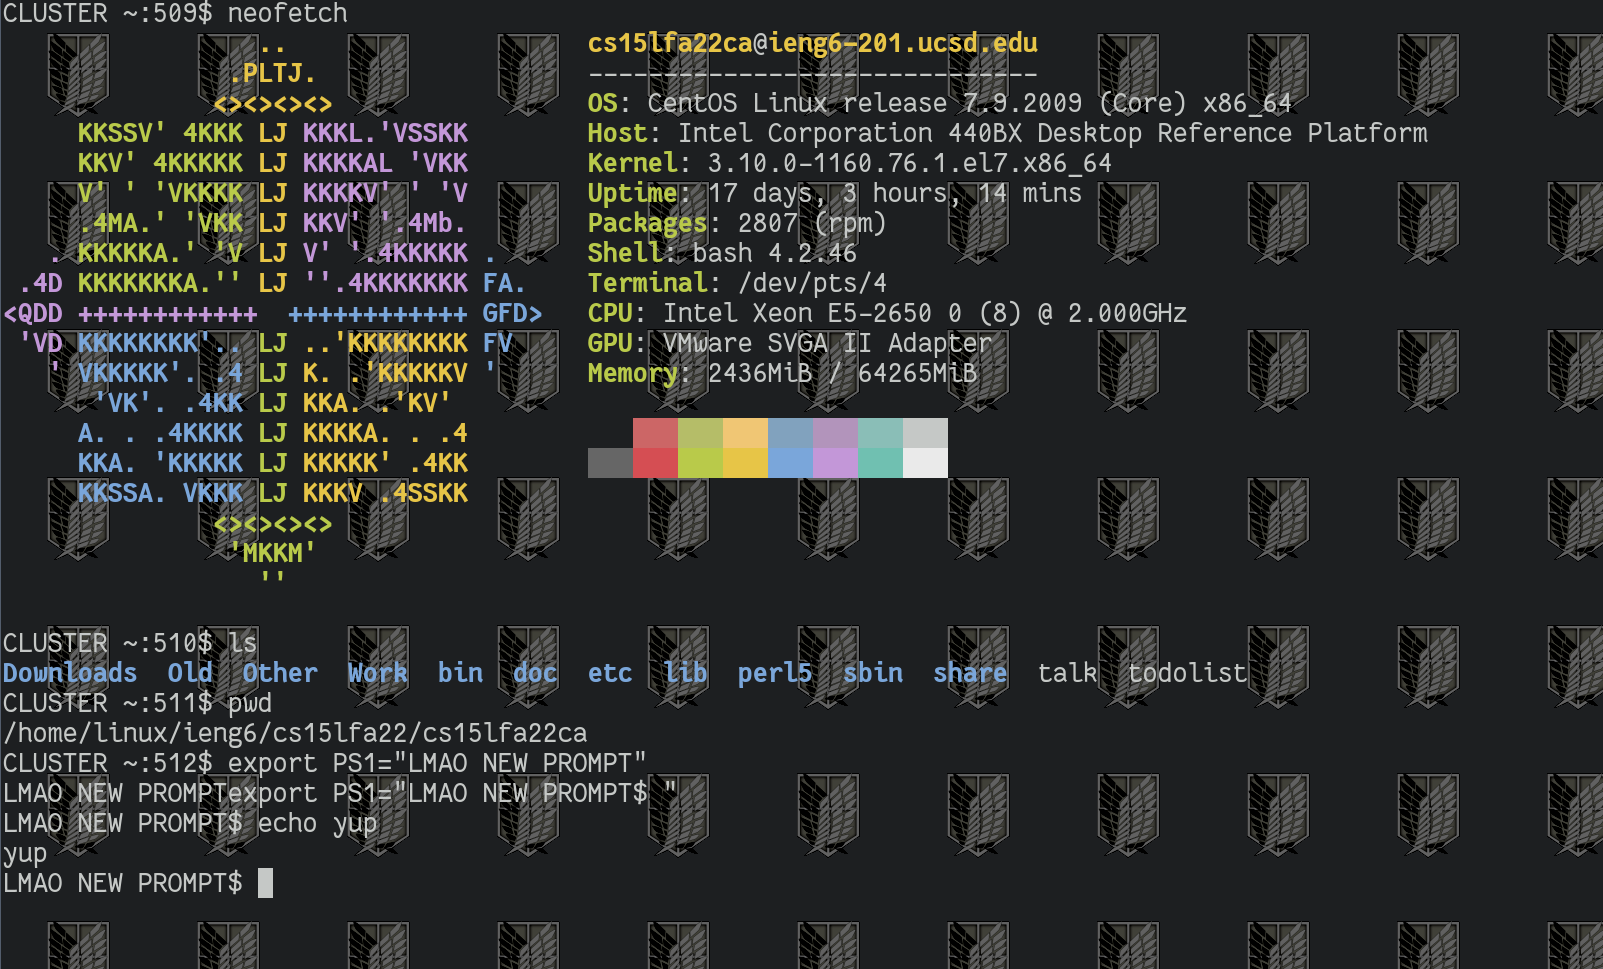 CLUSTER ~:509$ neofetch
                 ..                    cs15lfa22ca@ieng6-201.ucsd.edu
               .PLTJ.                  ------------------------------
              <><><><>                 OS: CentOS Linux release 7.9.2009 (Core) x86_64
     KKSSV' 4KKK LJ KKKL.'VSSKK        Host: Intel Corporation 440BX Desktop Reference Platform
     KKV' 4KKKKK LJ KKKKAL 'VKK        Kernel: 3.10.0-1160.76.1.el7.x86_64
     V' ' 'VKKKK LJ KKKKV' ' 'V        Uptime: 17 days, 3 hours, 14 mins
     .4MA.' 'VKK LJ KKV' '.4Mb.        Packages: 2807 (rpm)
   . KKKKKA.' 'V LJ V' '.4KKKKK .      Shell: bash 4.2.46
 .4D KKKKKKKA.'' LJ ''.4KKKKKKK FA.    Terminal: /dev/pts/4
<QDD ++++++++++++  ++++++++++++ GFD>   CPU: Intel Xeon E5-2650 0 (8) @ 2.000GHz
 'VD KKKKKKKK'.. LJ ..'KKKKKKKK FV     GPU: VMware SVGA II Adapter
   ' VKKKKK'. .4 LJ K. .'KKKKKV '      Memory: 2436MiB / 64265MiB
      'VK'. .4KK LJ KKA. .'KV'
     A. . .4KKKK LJ KKKKA. . .4
     KKA. 'KKKKK LJ KKKKK' .4KK
     KKSSA. VKKK LJ KKKV .4SSKK
              <><><><>
               'MKKM'
                 ''
CLUSTER ~:510$ ls
Downloads  Old  Other  Work  bin  doc  etc  lib  perl5  sbin  share  talk  todolist
CLUSTER ~:511$ pwd
/home/linux/ieng6/cs15lfa22/cs15lfa22ca
CLUSTER ~:512$ export PS1="LMAO NEW PROMPT"
LMAO NEW PROMPTexport PS1="LMAO NEW PROMPT$ "
LMAO NEW PROMPT$ echo yup
yup
LMAO NEW PROMPT$